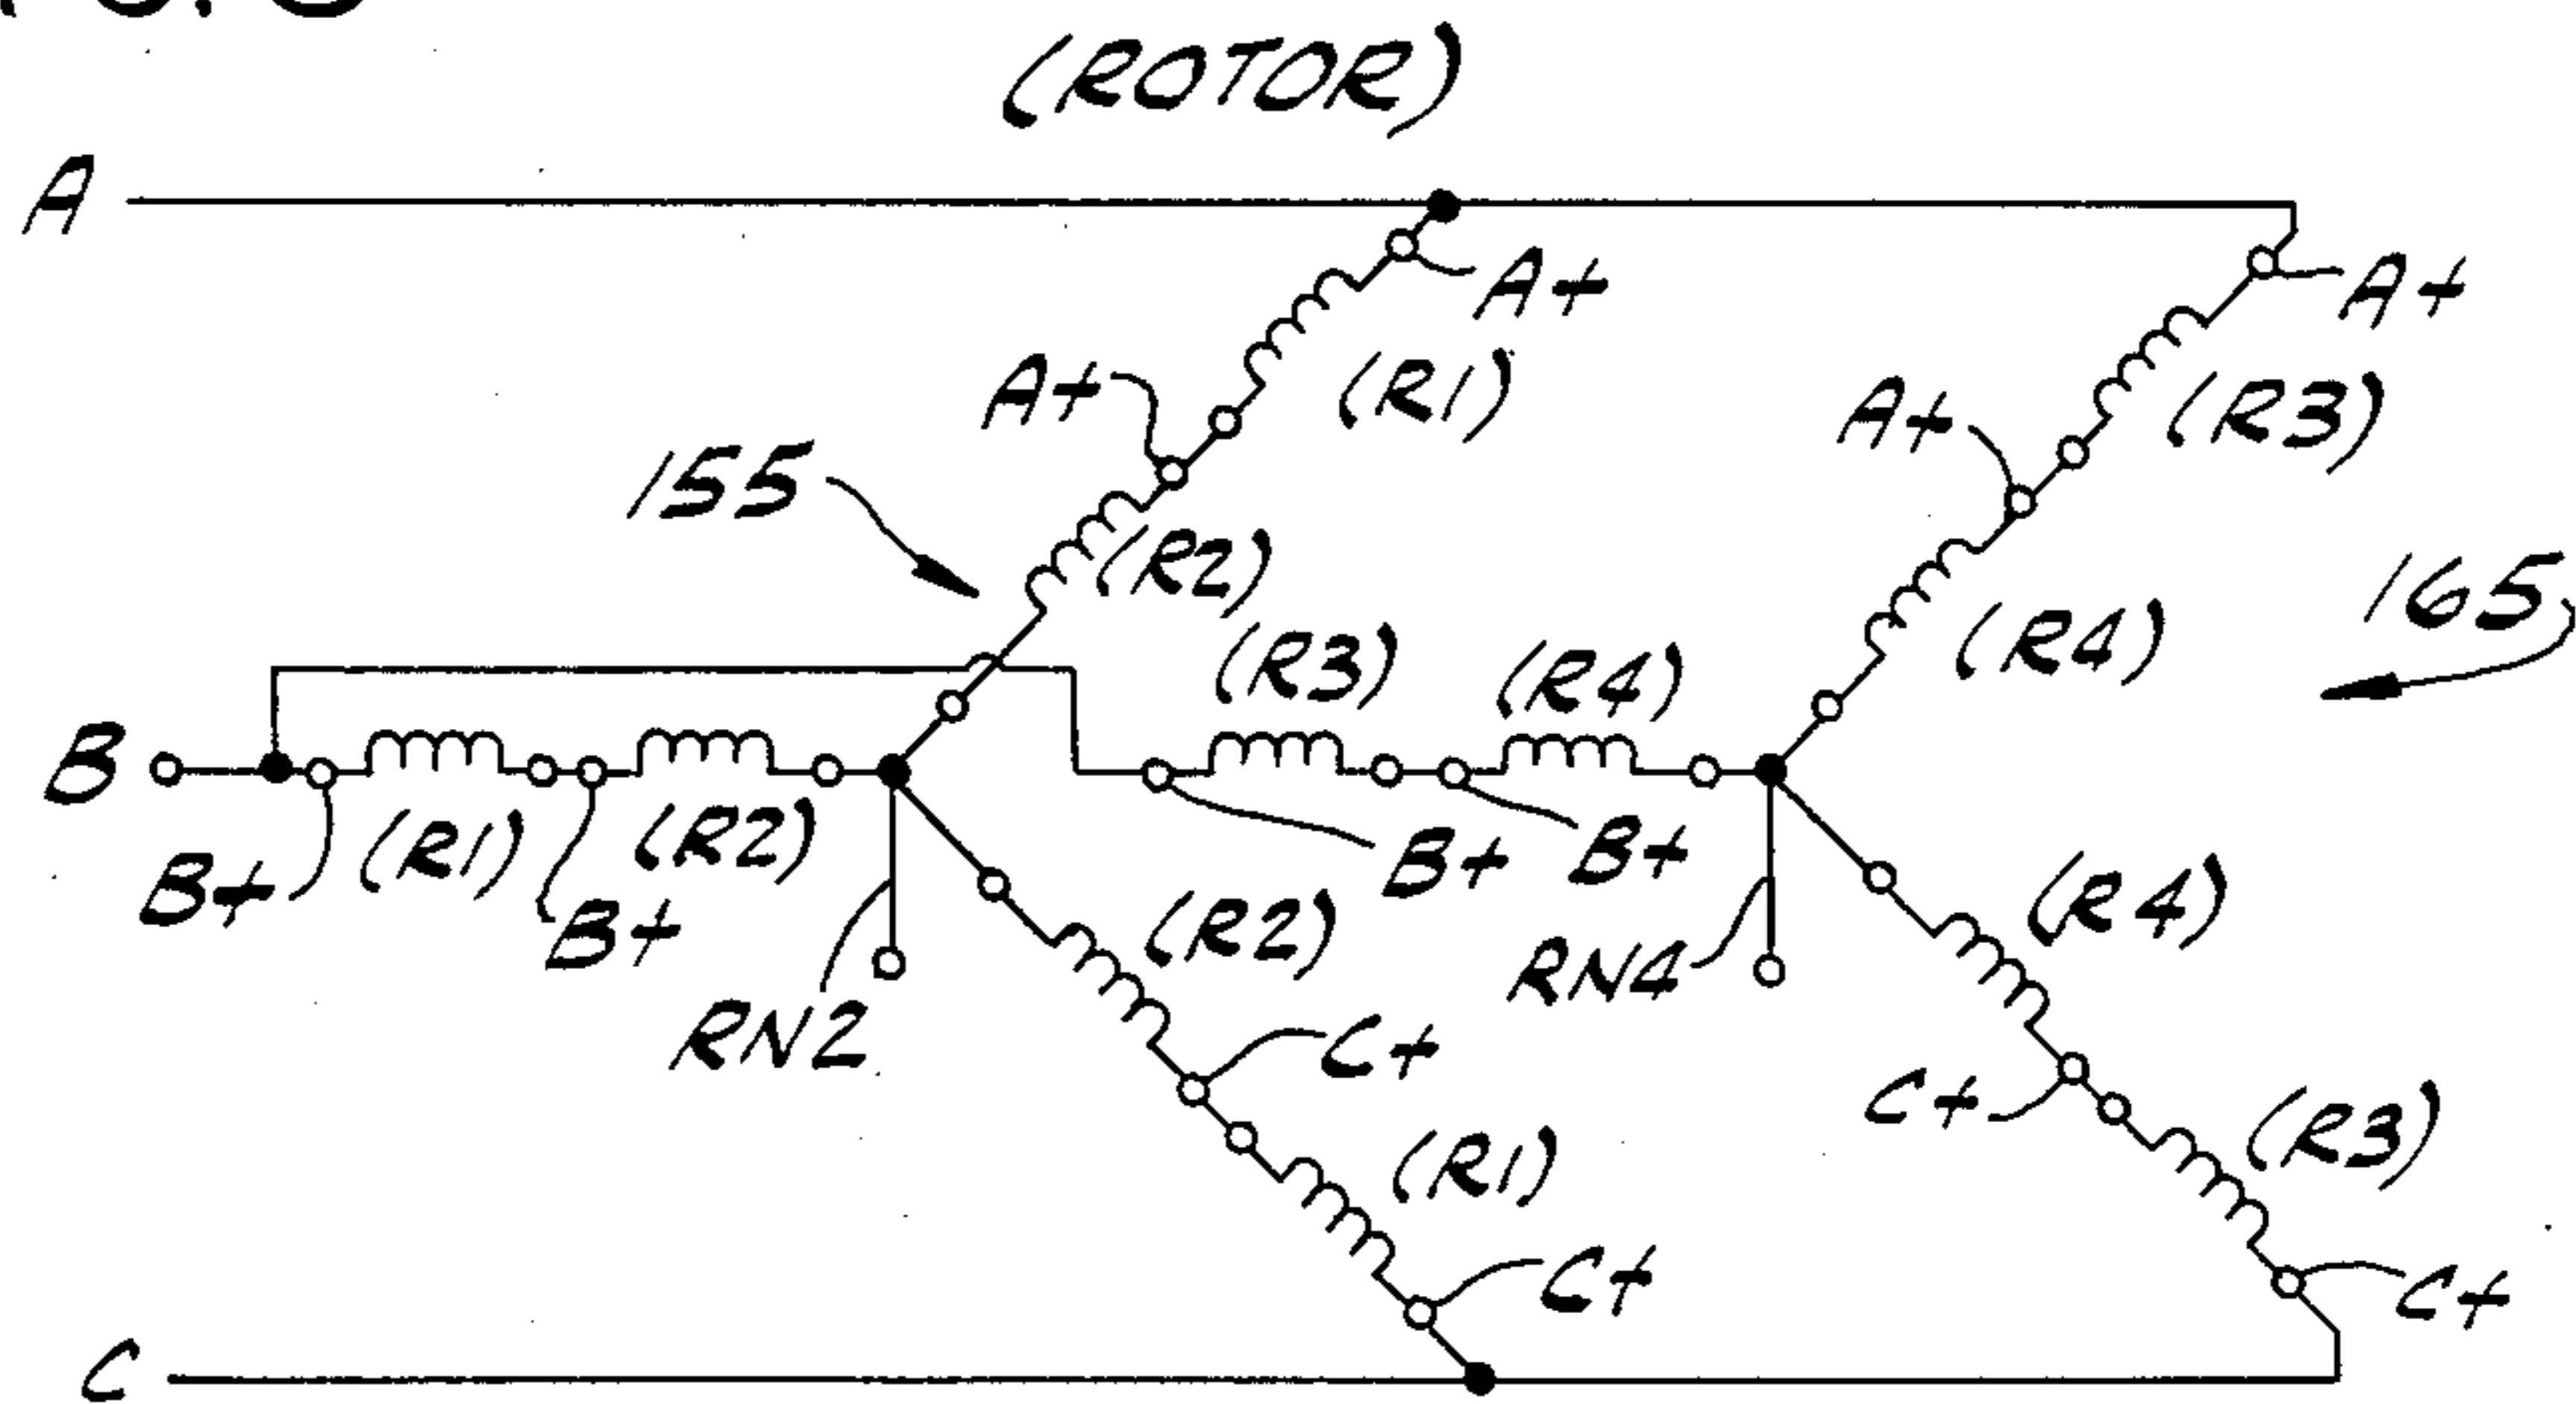 (ROTOR)
A
A+
A+
(R1)
(R3)
A+
A+
155
(R2)
165
(R4)
(R3)
(R4)
B
(R1)
(R2)
B+
B+
B+
B+
(R2)
(R4)
RN2
RN4
C+
C+
(R1)
(R3)
C+
C+
C